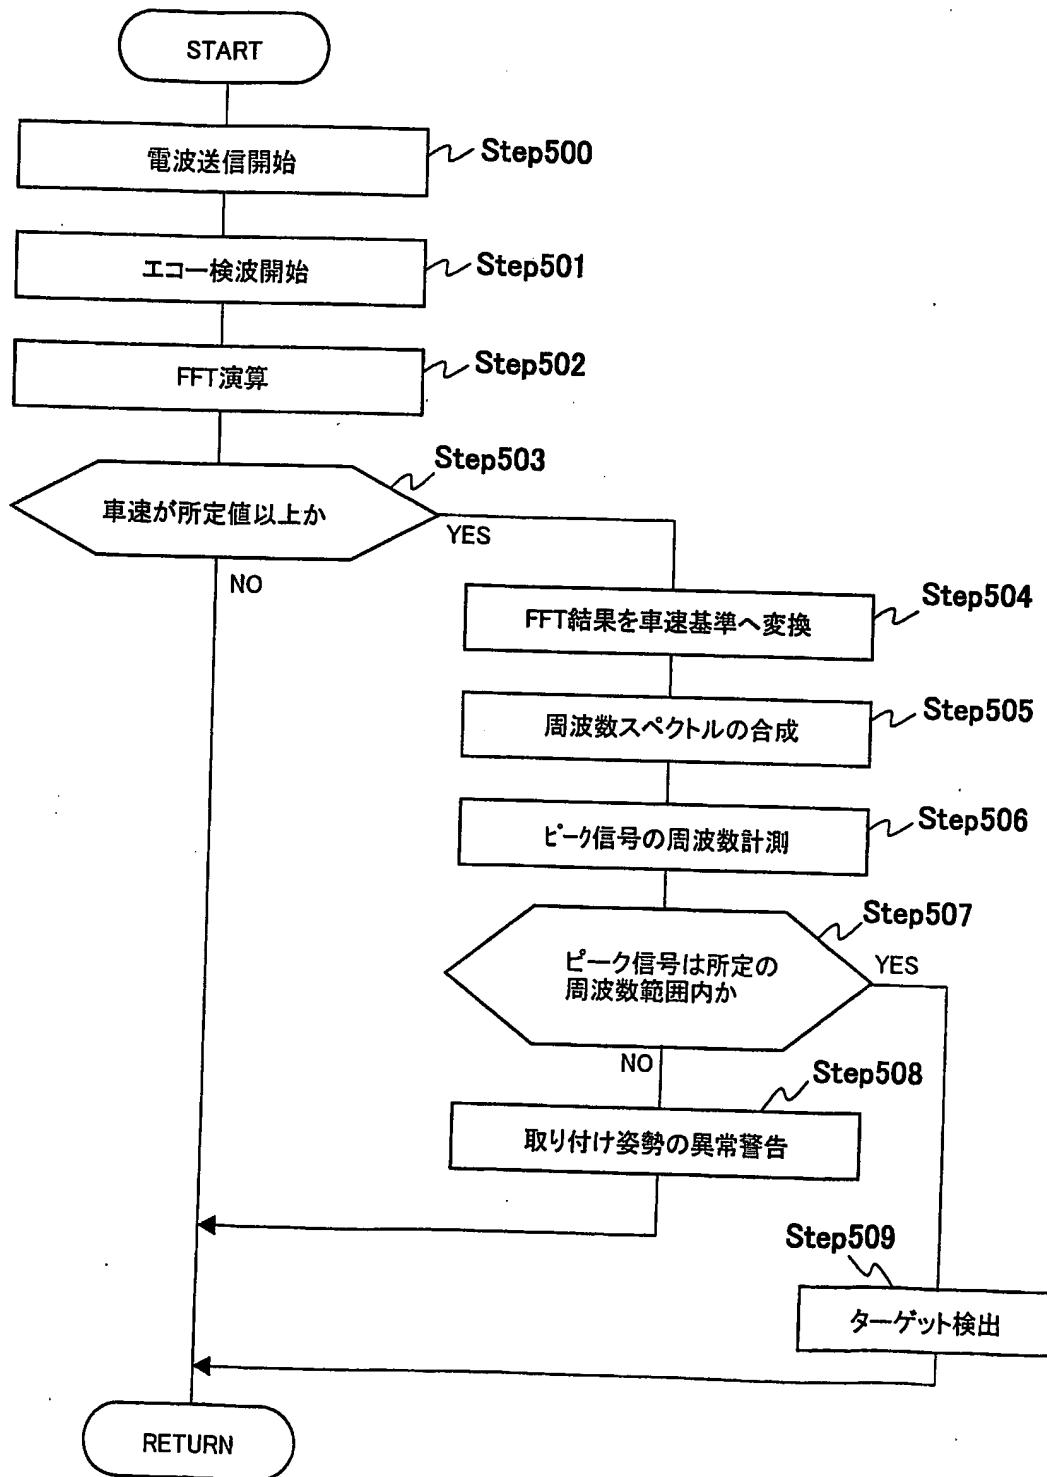 START
電波送信開始
Step500
エコー検波開始
Step501
FFT演算
Step502
Step503
車速が所定値以上か
YES
NO
FFT結果を車速基準へ変換
Step504
周波数スペクトルの合成
Step505
ピーク信号の周波数計測
Step506
Step507
ピーク信号は所定の
周波数範囲内か
YES
NO
Step508
取り付け姿勢の異常警告
Step509
ターゲット検出
RETURN